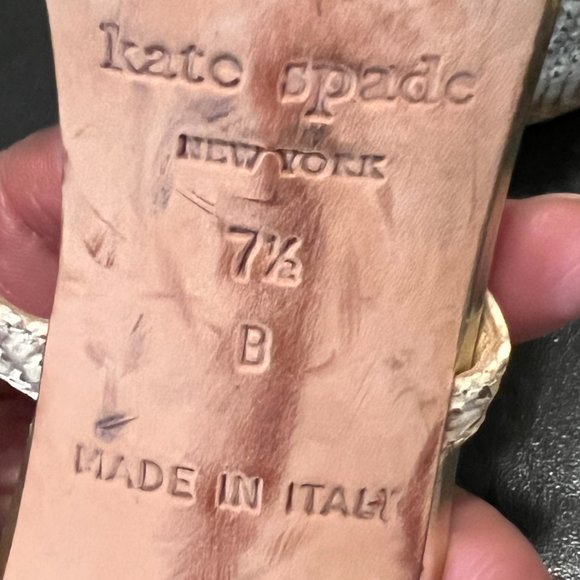 kate spade
NEW YORK
7½
B
MADE IN ITALY